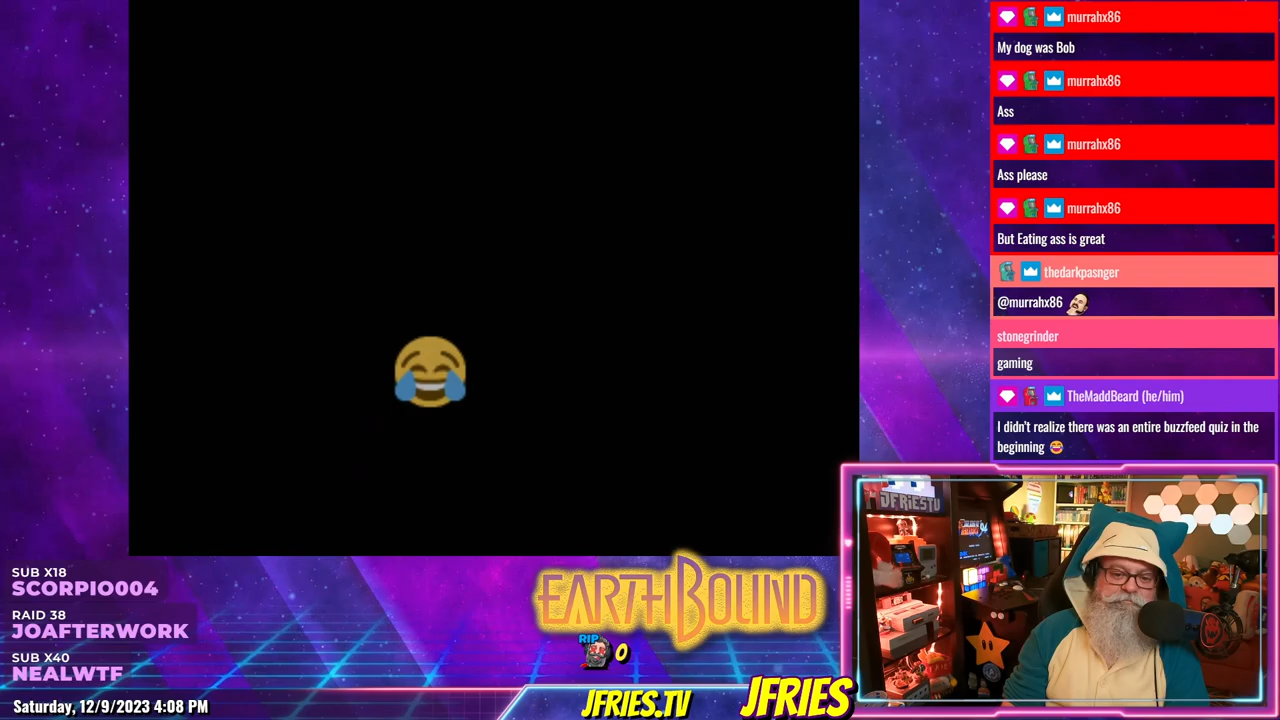 murrahx86
My dog was Bob
murrahx86
Ass
murrahx86
Ass please
murrahx86
But Eating ass is great
thedarkpasnger
@murrahx86
stonegrinder
gaming
TheMaddBeard (he/him)
I didn't realize there was an entire buzzfeed quiz in the
beginning
JFRIESTV
94
SUB X18
SCORPIO004
RAID 38
JOAFTERWORK
SUB X40
NEALWTF
EARTHBOUND
RIP
0
Saturday, 12/9/2023 4:08 PM
JFRIES.TV
JFRIES